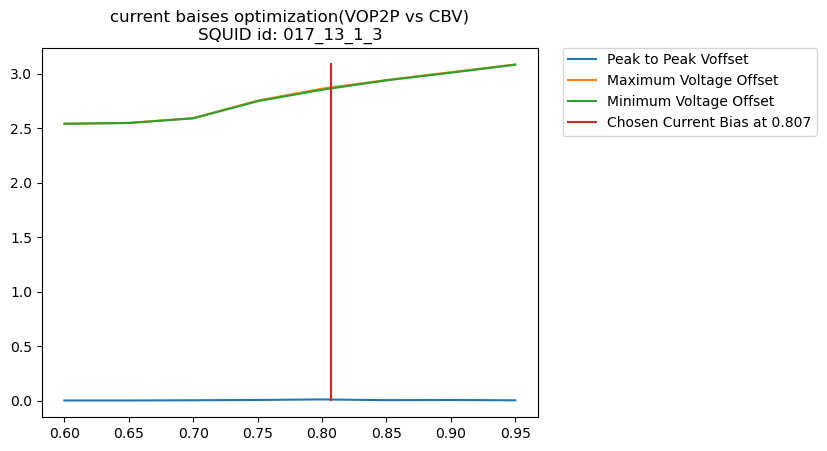 current baises optimization(VOP2P vs CBV)
SQUID id: 017_13_1_3
3.0
2.5
2.0
1.5
1.0
0.5
0.0
0.60 0.65 0.70 0.75 0.80 0.85 0.90 0.95
Peak to Peak Voffset
Maximum Voltage Offset
Minimum Voltage Offset
Chosen Current Bias at 0.807